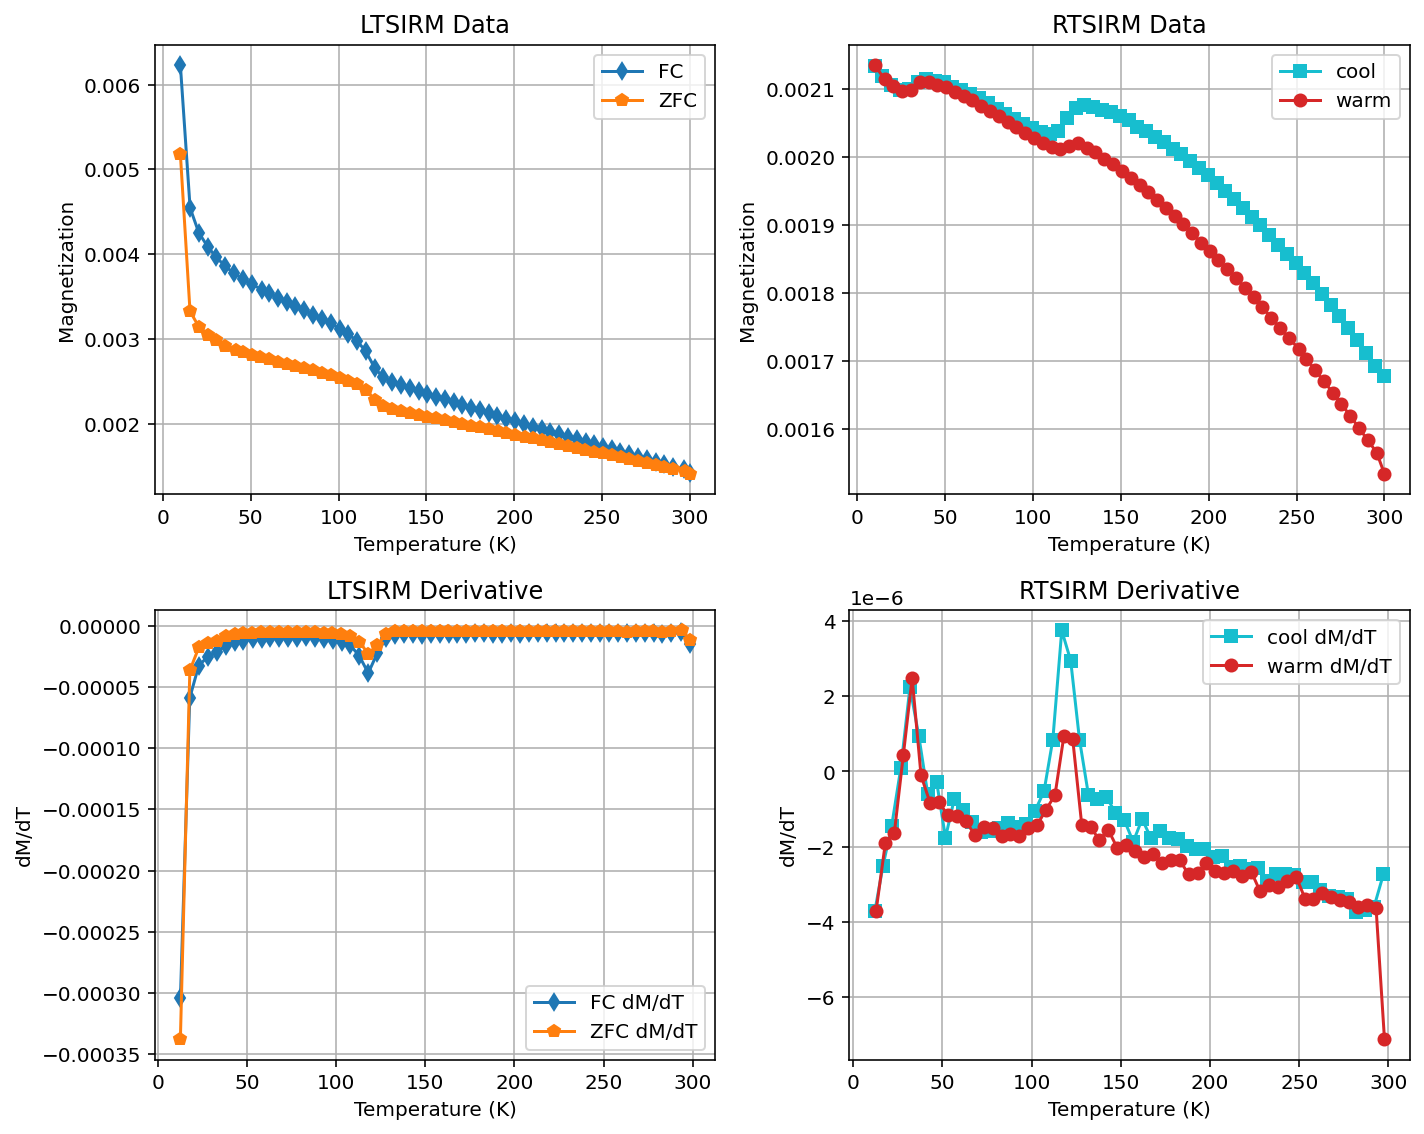 LTSIRM Data
FC
ZFC
0.006
0.005
0.004
0.003
0.002
Magnetization
0 50 100 150 200 250 300
Temperature (K)
RTSIRM Data
cool
warm
0.0021
0.0020
0.0019
0.0018
0.0017
0.0016
Magnetization
0 50 100 150 200 250 300
Temperature (K)
LTSIRM Derivative
0.00000
−0.00005
−0.00010
−0.00015
−0.00020
−0.00025
−0.00030
−0.00035
dM/dT
FC dM/dT
ZFC dM/dT
0 50 100 150 200 250 300
Temperature (K)
RTSIRM Derivative
1e−6
cool dM/dT
warm dM/dT
4
2
0
−2
−4
−6
dM/dT
0 50 100 150 200 250 300
Temperature (K)